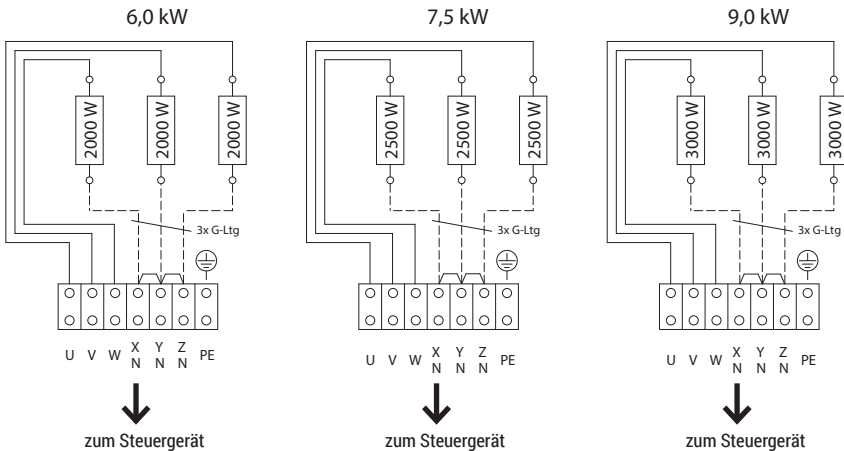 6,0 kW
2000 W
2000 W
2000 W
3x G-Ltg
U V W X N Y N Z N PE
zum Steuergerät
7,5 kW
2500 W
2500 W
2500 W
3x G-Ltg
U V W X N Y N Z N PE
zum Steuergerät
9,0 kW
3000 W
3000 W
3000 W
3x G-Ltg
U V W X N Y N Z N PE
zum Steuergerät